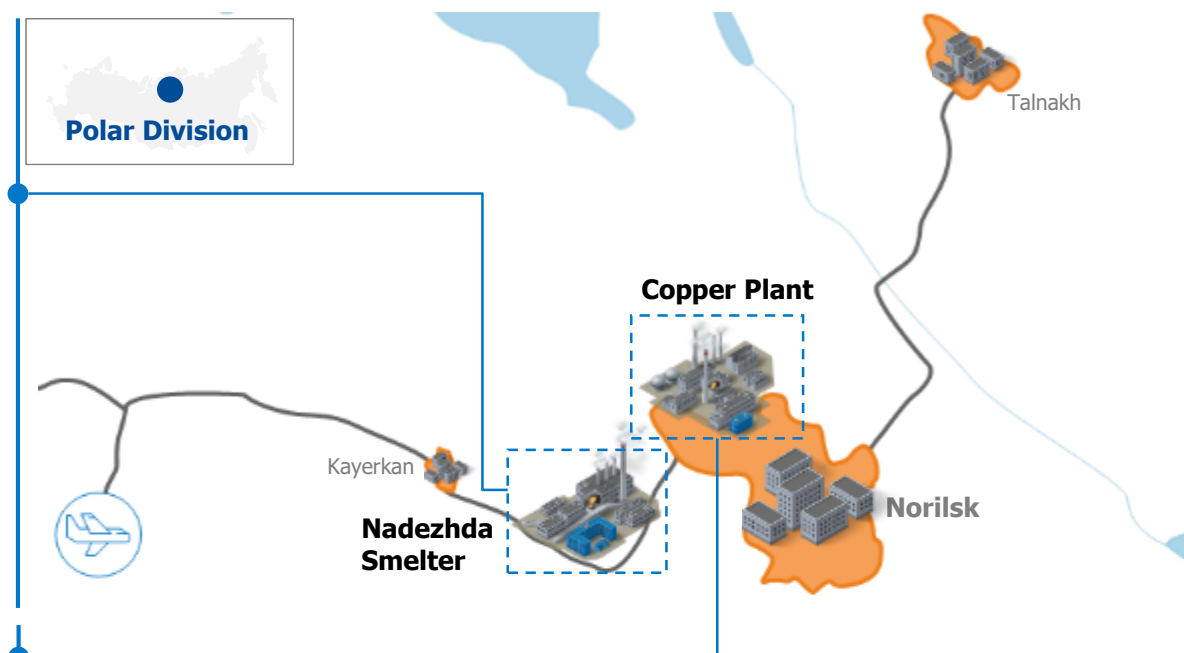 Polar Division
Talnakh
Copper Plant
Kayerkan
Norilsk
Nadezhda
Smelter